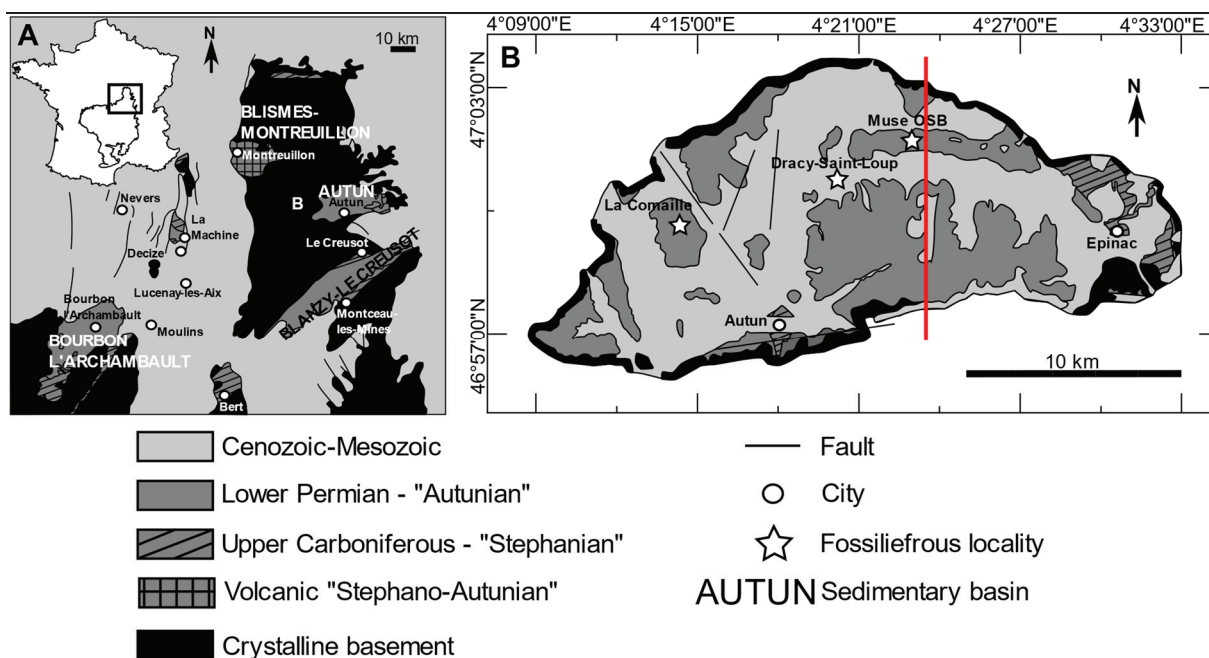 A
N
10 km
BLISMES-
MONTREUILLON
Montreuillon
AUTUN
Autun
B
Nevers
La
Machine
Decize
Le Creusot
Lucenay-les-Aix
BLANZY-LE CREUSOT
Bourbon
l'Archambault
Moulins
Montceau-
les-Mines
BOURBON
L'ARCHAMBAULT
Bert
4°09'00"E 4°15'00"E 4°21'00"E 4°27'00"E 4°33'00"E
B
N
47°03'00"N
Muse OSB
Dracy-Saint-Loup
La Comaille
Epinac
46°57'00"N
Autun
10 km
Cenozoic-Mesozoic
Lower Permian - "Autunian"
Upper Carboniferous - "Stephanian"
Volcanic "Stephano-Autunian"
Crystalline basement
Fault
City
Fossiliefrous locality
AUTUN Sedimentary basin